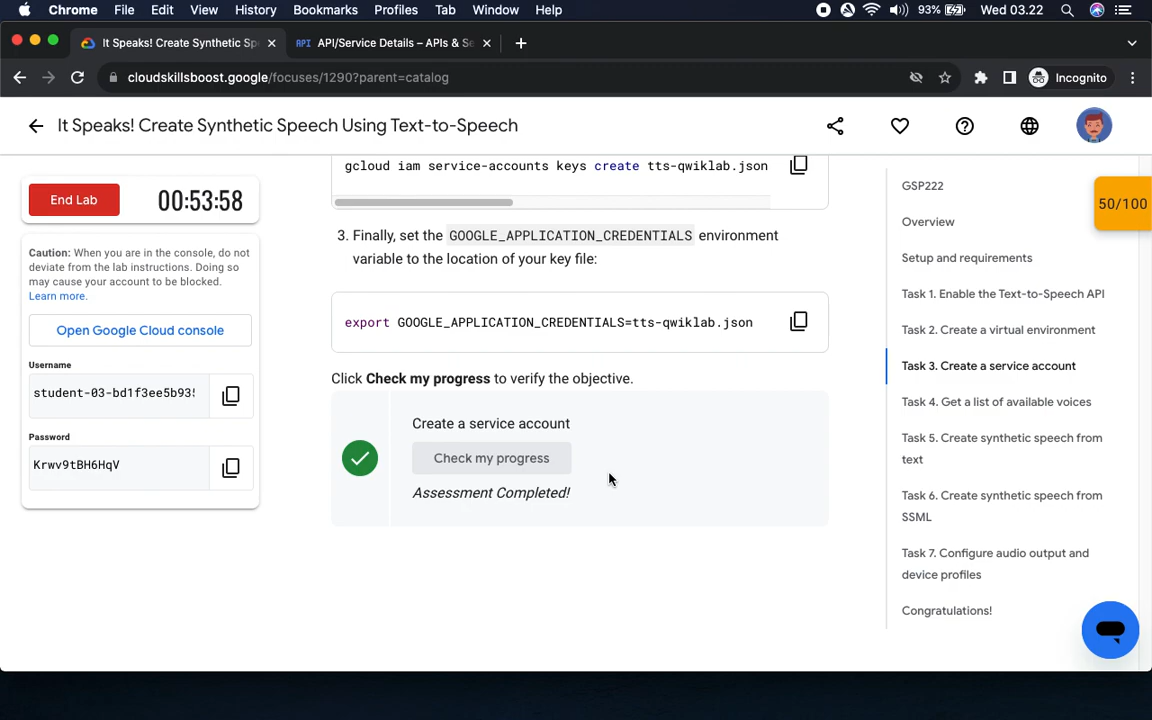 Chrome File Edit View History Bookmarks Profiles Tab Window Help 93% Wed 03.22
It Speaks! Create Synthetic Sp
API API/Service Details – APIs & Se
cloudskillsboost.google/focuses/1290?parent=catalog
Incognito
It Speaks! Create Synthetic Speech Using Text-to-Speech
End Lab
00:53:58
Caution: When you are in the console, do not
deviate from the lab instructions. Doing so
may cause your account to be blocked.
Learn more.
Open Google Cloud console
Username
student-03-bd1f3ee5b935
Password
Krwv9tBH6HqV
gcloud iam service-accounts keys create tts-qwiklab.json
3. Finally, set the GOOGLE_APPLICATION_CREDENTIALS environment
variable to the location of your key file:
export GOOGLE_APPLICATION_CREDENTIALS=tts-qwiklab.json
Click Check my progress to verify the objective.
Create a service account
Check my progress
Assessment Completed!
GSP222
50/100
Overview
Setup and requirements
Task 1. Enable the Text-to-Speech API
Task 2. Create a virtual environment
Task 3. Create a service account
Task 4. Get a list of available voices
Task 5. Create synthetic speech from
text
Task 6. Create synthetic speech from
SSML
Task 7. Configure audio output and
device profiles
Congratulations!